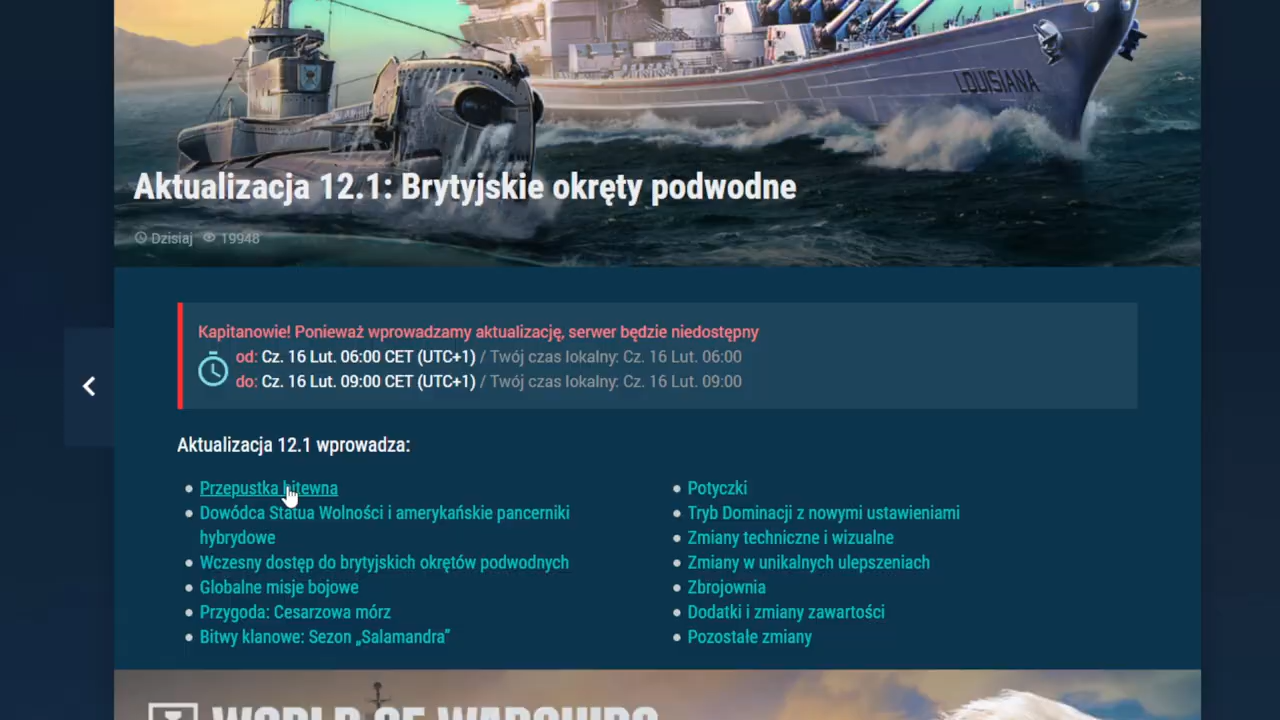 LOUISIANA
Aktualizacja 12.1: Brytyjskie okręty podwodne
Dzisiaj 19948
Kapitanowie! Ponieważ wprowadzamy aktualizację, serwer będzie niedostępny
od: Cz. 16 Lut. 06:00 CET (UTC+1) / Twój czas lokalny: Cz. 16 Lut. 06:00
do: Cz. 16 Lut. 09:00 CET (UTC+1) / Twój czas lokalny: Cz. 16 Lut. 09:00
Aktualizacja 12.1 wprowadza:
Przepustka bitewna
Dowódca Statua Wolności i amerykańskie pancerniki
hybrydowe
Wczesny dostęp do brytyjskich okrętów podwodnych
Globalne misje bojowe
Przygoda: Cesarzowa mórz
Bitwy klanowe: Sezon „Salamandra”
Potyczki
Tryb Dominacji z nowymi ustawieniami
Zmiany techniczne i wizualne
Zmiany w unikalnych ulepszeniach
Zbrojownia
Dodatki i zmiany zawartości
Pozostałe zmiany
WORLD OF WARSHIPS